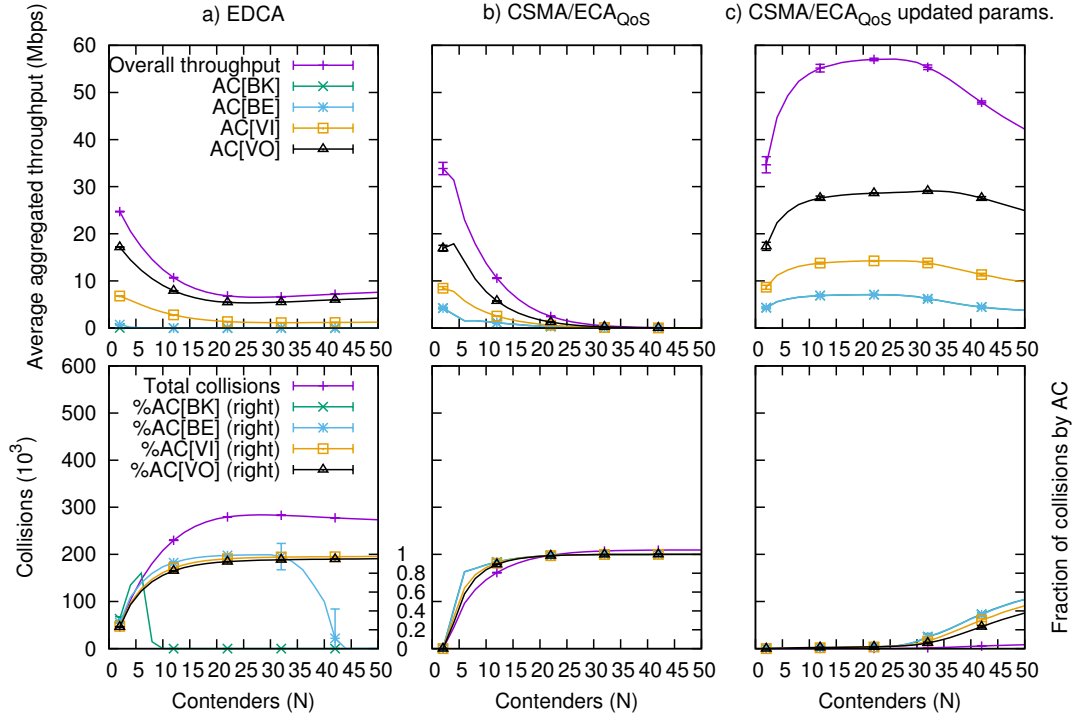 a) EDCA
b) CSMA/ECAQoS
c) CSMA/ECAQoS updated params.
Average aggregated throughput (Mbps)
60
50
40
30
20
10
0
Overall throughput
AC[BK]
AC[BE]
AC[VI]
AC[VO]
0 5 10 15 20 25 30 35 40 45 50
0 5 10 15 20 25 30 35 40 45 50
0 5 10 15 20 25 30 35 40 45 50
Collisions (10^3)
600
500
400
300
200
100
0
Total collisions
%AC[BK] (right)
%AC[BE] (right)
%AC[VI] (right)
%AC[VO] (right)
1
0.8
0.6
0.4
0.2
0
Fraction of collisions by AC
0 5 10 15 20 25 30 35 40 45 50
0 5 10 15 20 25 30 35 40 45 50
0 5 10 15 20 25 30 35 40 45 50
Contenders (N)
Contenders (N)
Contenders (N)